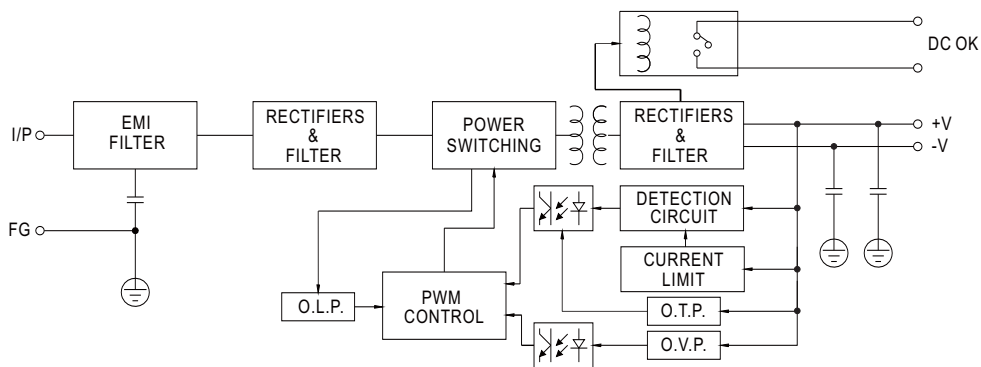 DC OK
I/P
EMI
FILTER
RECTIFIERS
&
FILTER
POWER
SWITCHING
RECTIFIERS
&
FILTER
+V
-V
FG
DETECTION
CIRCUIT
CURRENT
LIMIT
O.L.P.
PWM
CONTROL
O.T.P.
O.V.P.